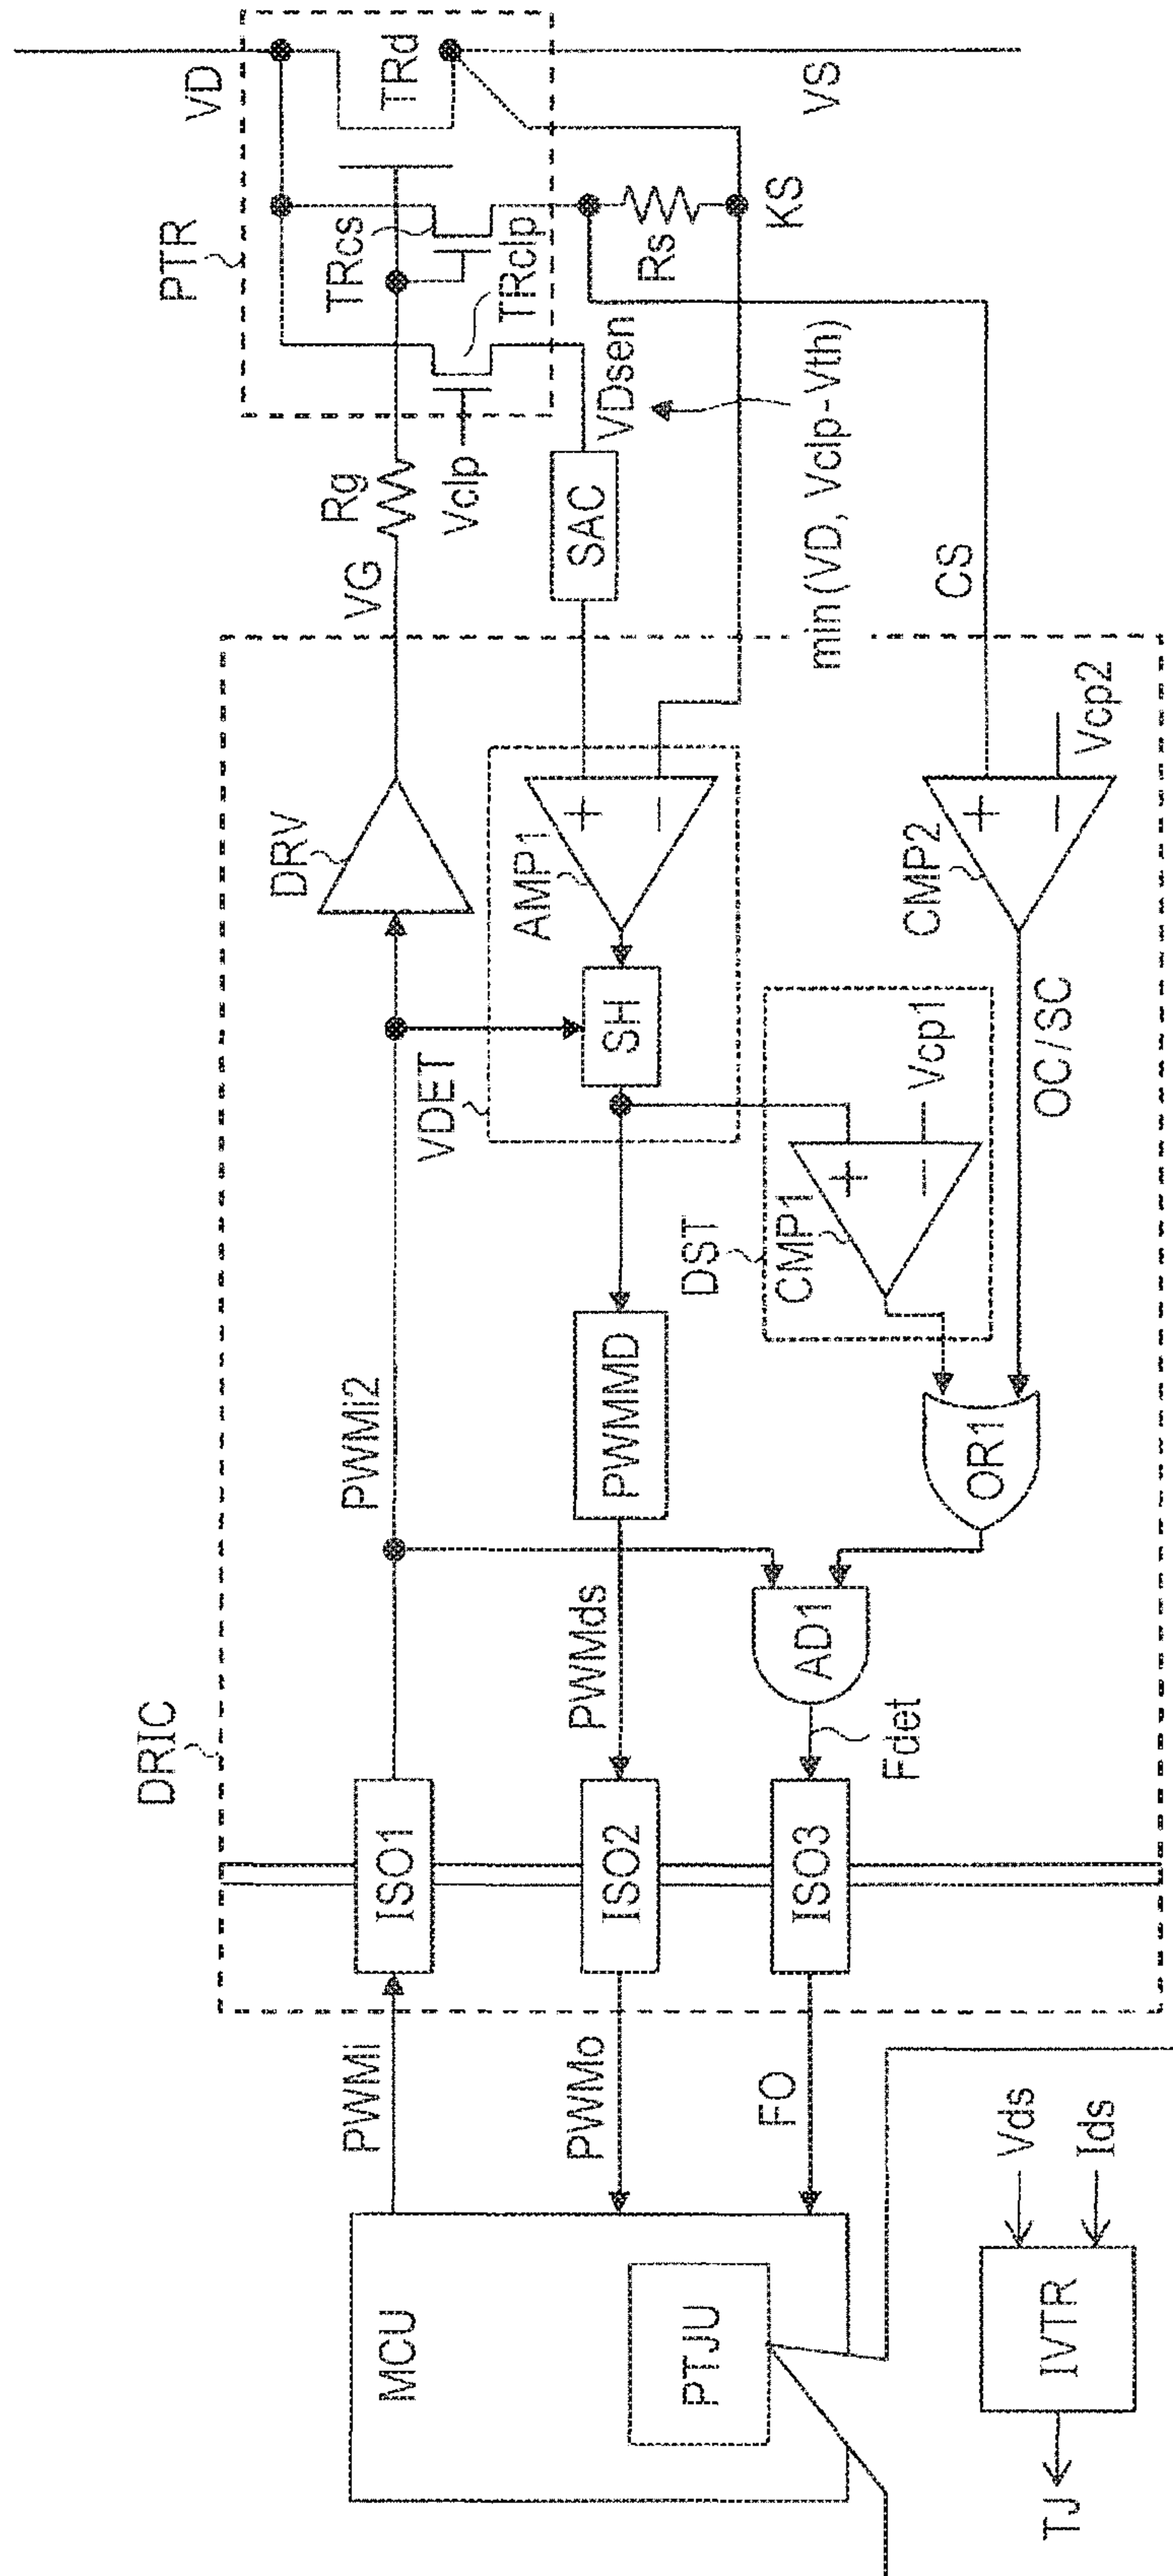 DRIC
PTR
VD
MCU
PWMi
ISO1
PWMi2
DRV
VG
Rg
TRcs
TRd
VDET
Vclp
TRclp
PTJU
PWMo
ISO2
PWMds
PWMMD
SH
AMP1
+
−
SAC
VDsen
Rs
VS
KS
DST
FO
ISO3
Fdet
AD1
CMP1
+
−
Vcp1
min (VD, Vclp-Vth)
OR1
OC/SC
CMP2
+
−
Vcp2
CS
TJ
IVTR
Vds
Ids